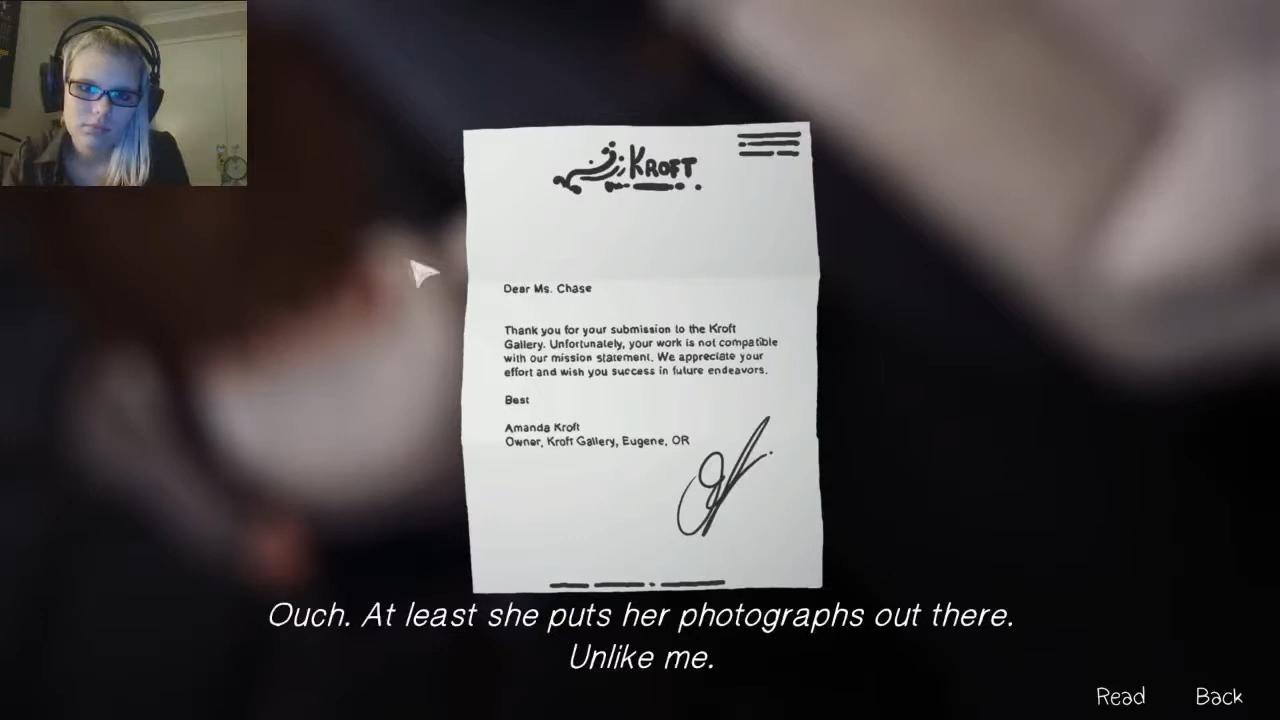 KROFT
Dear Ms. Chase
Thank you for your submission to the Kroft
Gallery. Unfortunately, your work is not compatible
with our mission statement. We appreciate your
effort and wish you success in future endeavors.
Best
Amanda Kroft
Owner, Kroft Gallery, Eugene, OR
Ouch. At least she puts her photographs out there.
Unlike me.
Read Back